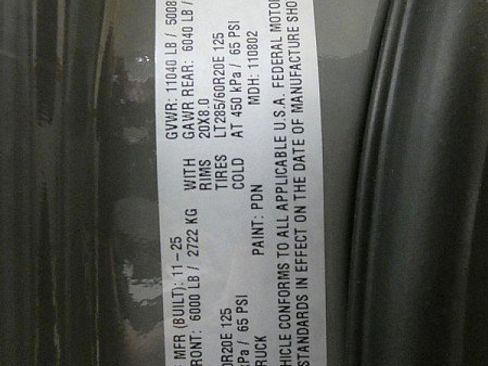 MFR (BUILT): 11-25 GVWR: 11040 LB / 5008
FRONT: 6000 LB / 2722 KG WITH GAWR REAR: 6040 LB /
RIMS 20X8.0
0R20E 125 TIRES LT285/60R20E 125
kPa / 65 PSI COLD AT 450 kPa / 65 PSI
RUCK PAINT: PDN MDH: 110802
EHICLE CONFORMS TO ALL APPLICABLE U.S.A. FEDERAL MOTOR
STANDARDS IN EFFECT ON THE DATE OF MANUFACTURE SHO